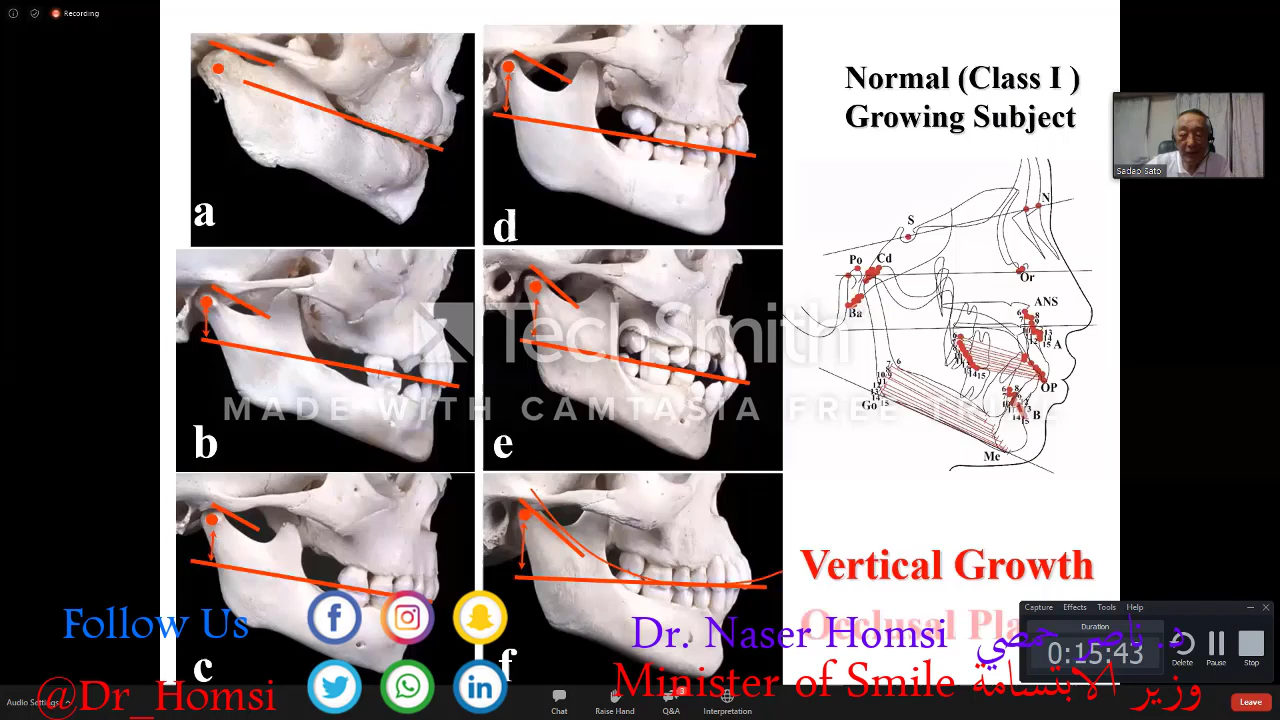 Recording
Normal (Class I )
Growing Subject
Sadao Sato
a
d
b
e
c
f
S
N
Po
Cd
Or
Ba
ANS
A
OP
Go
B
Me
TechSmith
MADE WITH CAMTASIA FREE
Vertical Growth
Follow Us
@Dr_Homsi
Dr. Naser Homsi
د. ناصر حمصي
Minister of Smile
وزير الابتسامة
Capture Effects Tools Help
Duration
0:15:43
Delete
Pause
Stop
Audio Settings
Chat
Raise Hand
Q&A
Interpretation
Leave